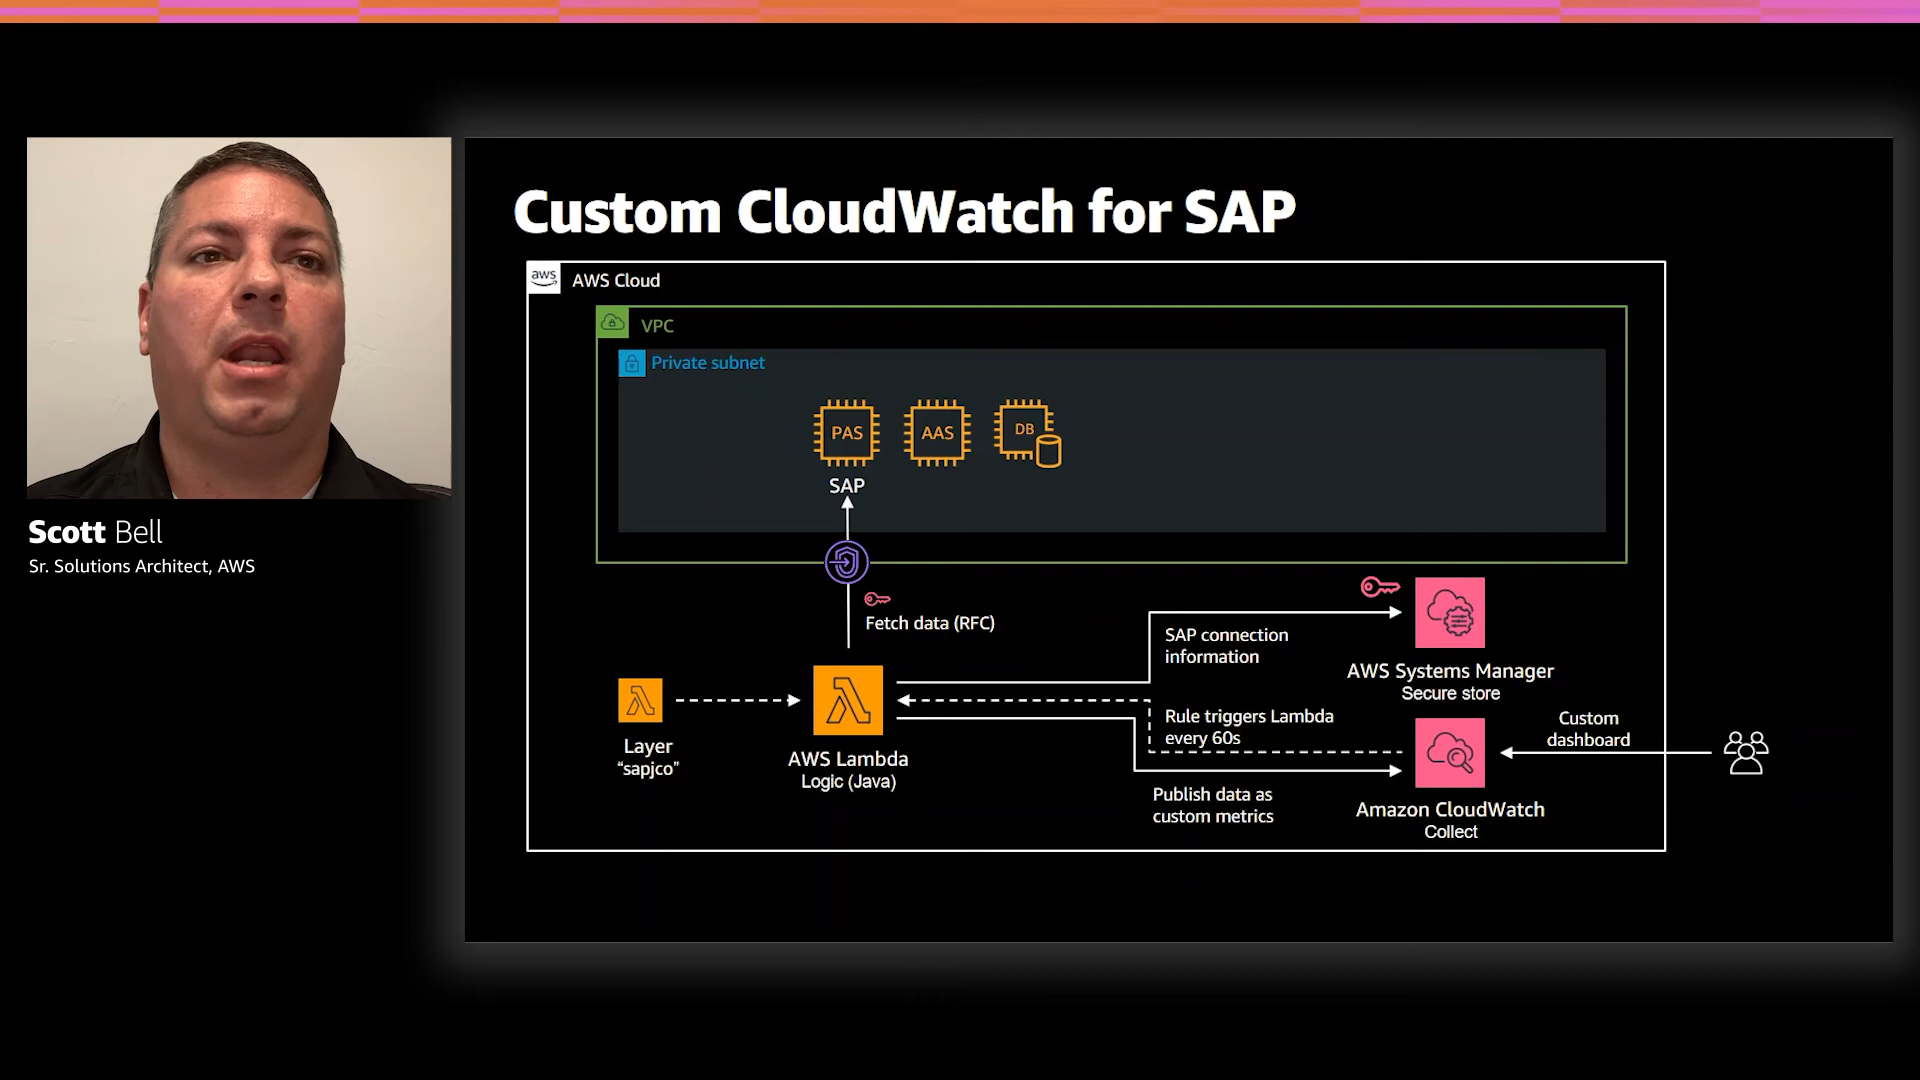 Custom CloudWatch for SAP
aws
AWS Cloud
VPC
Private subnet
PAS
AAS
DB
SAP
Scott Bell
Sr. Solutions Architect, AWS
Fetch data (RFC)
SAP connection
information
AWS Systems Manager
Secure store
Layer
“sapjco”
AWS Lambda
Logic (Java)
Rule triggers Lambda
every 60s
Custom
dashboard
Publish data as
custom metrics
Amazon CloudWatch
Collect